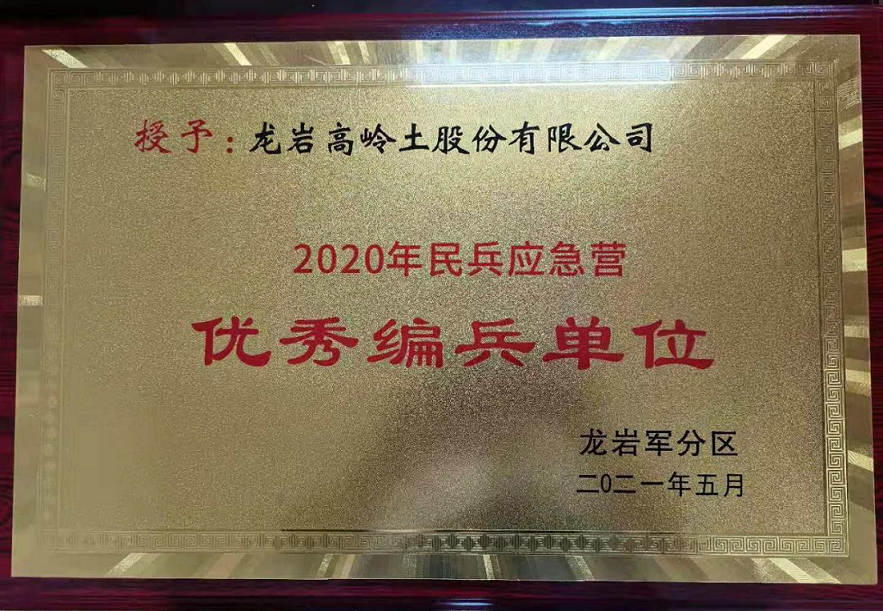 授予：龙岩高岭土股份有限公司
2020年民兵应急营
优秀编兵单位
龙岩军分区
二0二一年五月